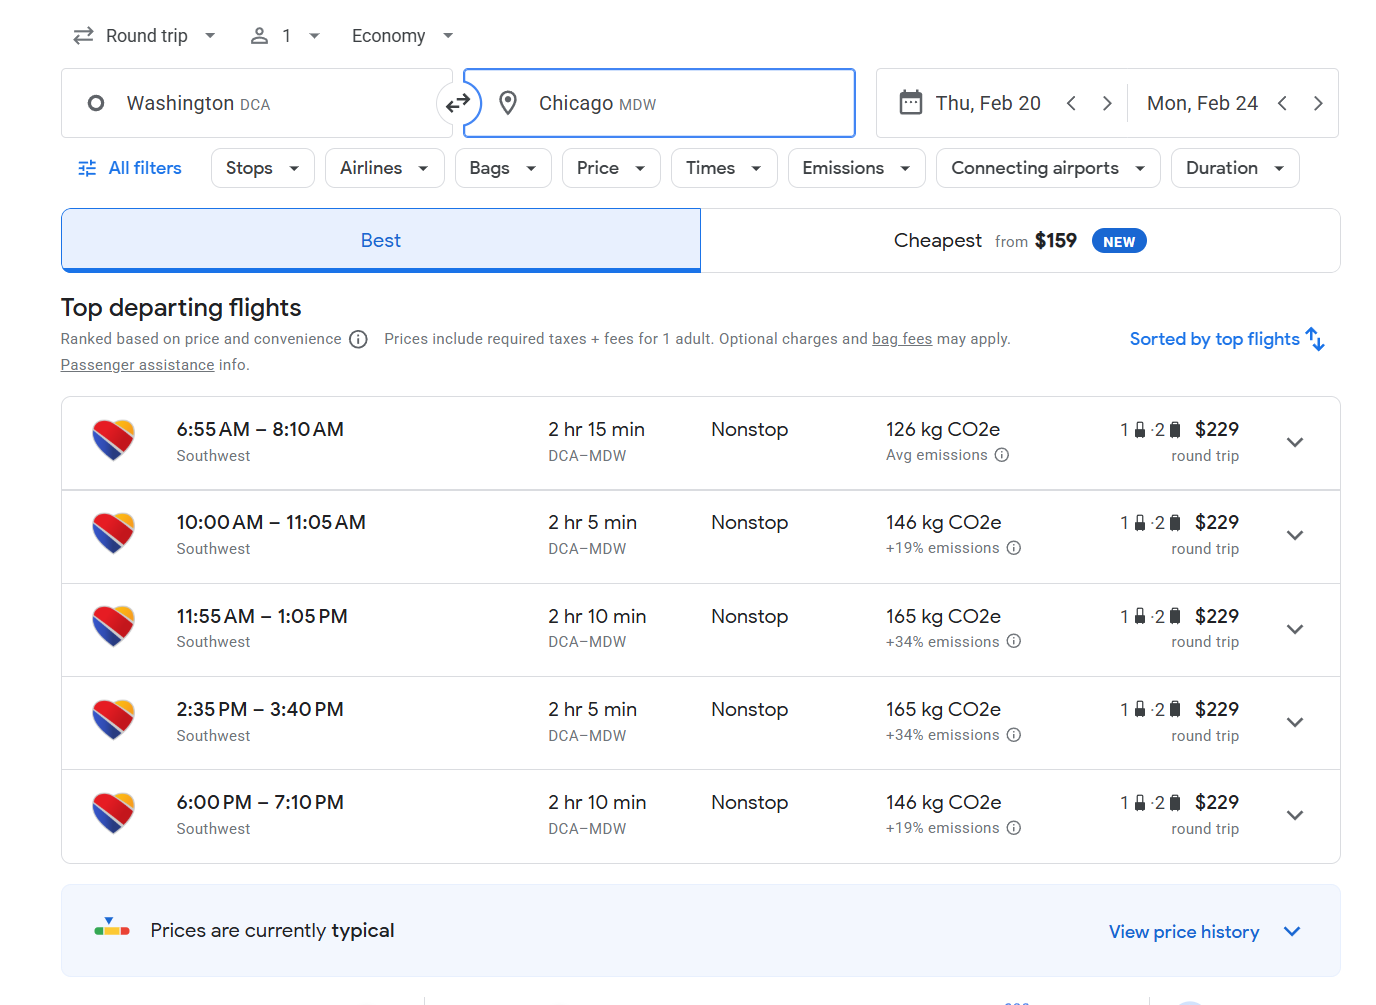 Round trip 1 Economy
Washington DCA Chicago MDW Thu, Feb 20 Mon, Feb 24
All filters Stops Airlines Bags Price Times Emissions Connecting airports Duration
Best Cheapest from $159 NEW
Top departing flights
Ranked based on price and convenience Prices include required taxes + fees for 1 adult. Optional charges and bag fees may apply.
Sorted by top flights
Passenger assistance info.
6:55 AM – 8:10 AM 2 hr 15 min Nonstop 126 kg CO2e 1 ·2 $229
Southwest DCA–MDW Avg emissions round trip
10:00 AM – 11:05 AM 2 hr 5 min Nonstop 146 kg CO2e 1 ·2 $229
Southwest DCA–MDW +19% emissions round trip
11:55 AM – 1:05 PM 2 hr 10 min Nonstop 165 kg CO2e 1 ·2 $229
Southwest DCA–MDW +34% emissions round trip
2:35 PM – 3:40 PM 2 hr 5 min Nonstop 165 kg CO2e 1 ·2 $229
Southwest DCA–MDW +34% emissions round trip
6:00 PM – 7:10 PM 2 hr 10 min Nonstop 146 kg CO2e 1 ·2 $229
Southwest DCA–MDW +19% emissions round trip
Prices are currently typical View price history